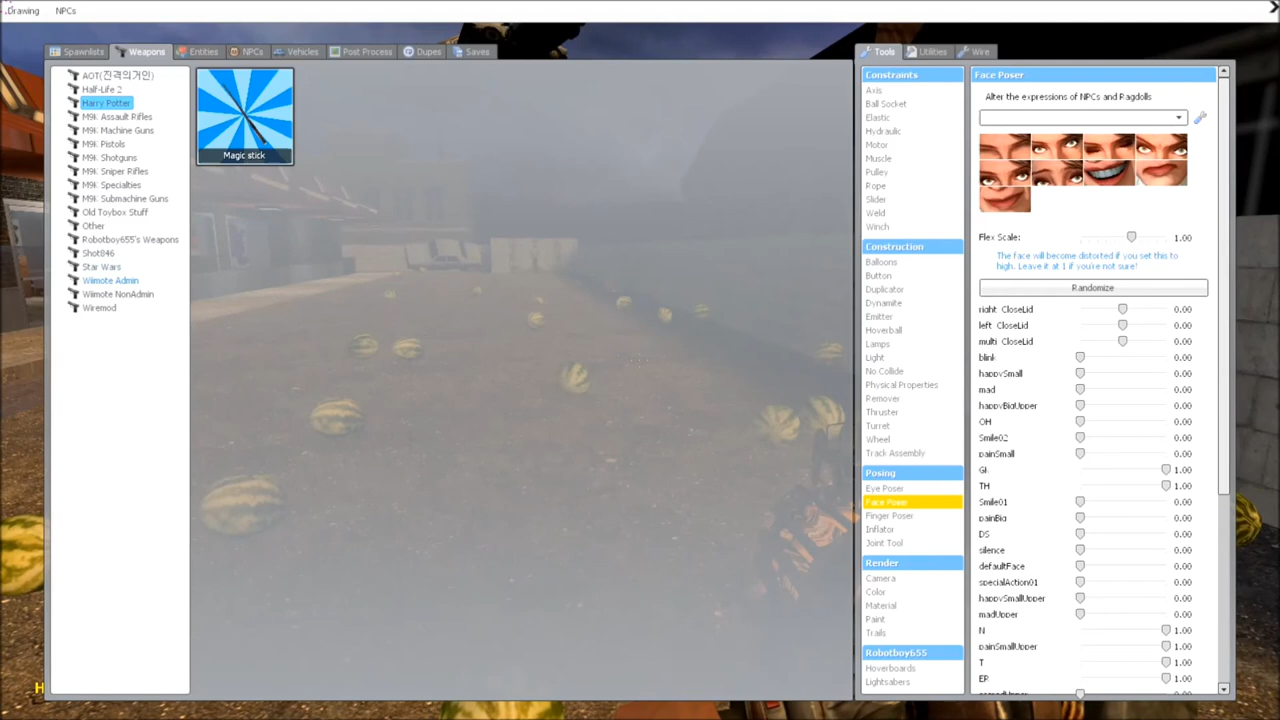 Drawing NPCs
Spawnlists Weapons Entities NPCs Vehicles Post Process Dupes Saves
AOT(진격의거인)
Half-Life 2
Harry Potter
M9K Assault Rifles
M9K Machine Guns
M9K Pistols
M9K Shotguns
M9K Sniper Rifles
M9K Specialties
M9K Submachine Guns
Old Toybox Stuff
Other
Robotboy655's Weapons
Shot846
Star Wars
Wiimote Admin
Wiimote NonAdmin
Wiremod
Magic stick
Tools Utilities Wire
Constraints
Axis
Ball Socket
Elastic
Hydraulic
Motor
Muscle
Pulley
Rope
Slider
Weld
Winch
Construction
Balloons
Button
Duplicator
Dynamite
Emitter
Hoverball
Lamps
Light
No Collide
Physical Properties
Remover
Thruster
Turret
Wheel
Track Assembly
Posing
Eye Poser
Face Poser
Finger Poser
Inflator
Joint Tool
Render
Camera
Color
Material
Paint
Trails
Robotboy655
Hoverboards
Lightsabers
Face Poser
Alter the expressions of NPCs and Ragdolls
Flex Scale: 1.00
The face will become distorted if you set this to
high. Leave it at 1 if you're not sure!
Randomize
right CloseLid 0.00
left CloseLid 0.00
multi CloseLid 0.00
blink 0.00
happySmall 0.00
mad 0.00
happyBigUpper 0.00
OH 0.00
Smile02 0.00
painSmall 0.00
GK 1.00
TH 1.00
Smile01 0.00
painBig 0.00
DS 0.00
silence 0.00
defaultFace 0.00
specialAction01 0.00
happySmallUpper 0.00
madUpper 0.00
N 1.00
painSmallUpper 1.00
T 1.00
ER 1.00
H